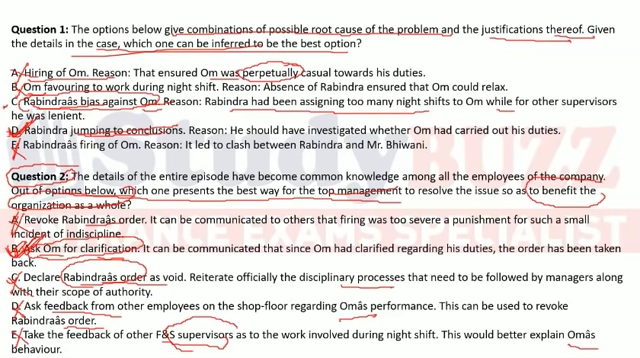 Question 1: The options below give combinations of possible root cause of the problem and the justifications thereof. Given
the details in the case, which one can be inferred to be the best option?
A. Hiring of Om. Reason: That ensured Om was perpetually casual towards his duties.
B. Om favouring to work during night shift. Reason: Absence of Rabindra ensured that Om could relax.
C. Rabindraâs bias against Om. Reason: Rabindra had been assigning too many night shifts to Om while for other supervisors
he was lenient.
D. Rabindra jumping to conclusions. Reason: He should have investigated whether Om had carried out his duties.
E. Rabindraâs firing of Om. Reason: It led to clash between Rabindra and Mr. Bhiwani.
Question 2: The details of the entire episode have become common knowledge among all the employees of the company.
Out of options below, which one presents the best way for the top management to resolve the issue so as to benefit the
organization as a whole?
A. Revoke Rabindraâs order. It can be communicated to others that firing was too severe a punishment for such a small
incident of indiscipline.
B. Ask Om for clarification. It can be communicated that since Om had clarified regarding his duties, the order has been taken
back.
C. Declare Rabindraâs order as void. Reiterate officially the disciplinary processes that need to be followed by managers along
with their scope of authority.
D. Ask feedback from other employees on the shop-floor regarding Omâs performance. This can be used to revoke
Rabindraâs order.
E. Take the feedback of other F&S supervisors as to the work involved during night shift. This would better explain Omâs
behaviour.